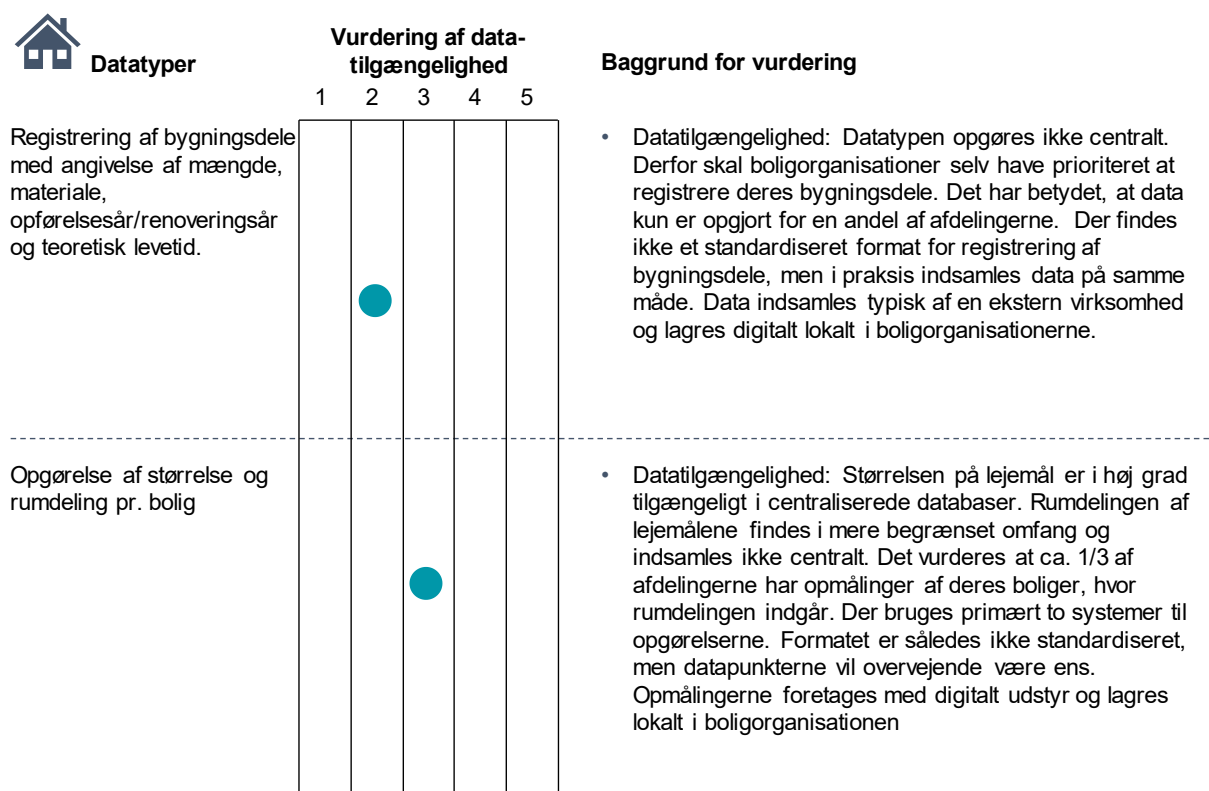 Datatyper
Vurdering af data-
tilgængelighed
Baggrund for vurdering
1 2 3 4 5
Registrering af bygningsdele
med angivelse af mængde,
materiale,
opførelsesår/renoveringsår
og teoretisk levetid.
• Datatilgængelighed: Datatypen opgøres ikke centralt.
Derfor skal boligorganisationer selv have prioriteret at
registrere deres bygningsdele. Det har betydet, at data
kun er opgjort for en andel af afdelingerne. Der findes
ikke et standardiseret format for registrering af
bygningsdele, men i praksis indsamles data på samme
måde. Data indsamles typisk af en ekstern virksomhed
og lagres digitalt lokalt i boligorganisationerne.
Opgørelse af størrelse og
rumdeling pr. bolig
• Datatilgængelighed: Størrelsen på lejemål er i høj grad
tilgængeligt i centraliserede databaser. Rumdelingen af
lejemålene findes i mere begrænset omfang og
indsamles ikke centralt. Det vurderes at ca. 1/3 af
afdelingerne har opmålinger af deres boliger, hvor
rumdelingen indgår. Der bruges primært to systemer til
opgørelserne. Formatet er således ikke standardiseret,
men datapunkterne vil overvejende være ens.
Opmålingerne foretages med digitalt udstyr og lagres
lokalt i boligorganisationen